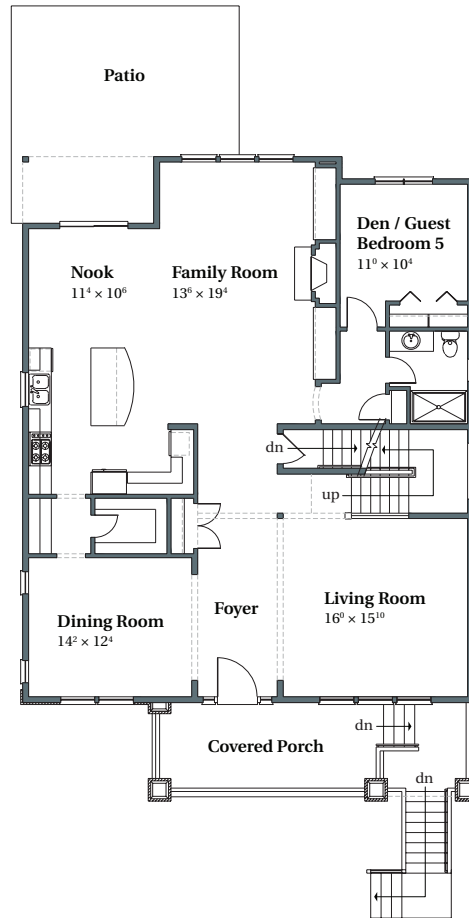 Patio
Den / Guest
Bedroom 5
11⁰ × 10⁴
Nook
11⁴ × 10⁶
Family Room
13⁶ × 19⁴
dn
up
Dining Room
14² × 12⁴
Foyer
Living Room
16⁰ × 15¹⁰
dn
Covered Porch
dn